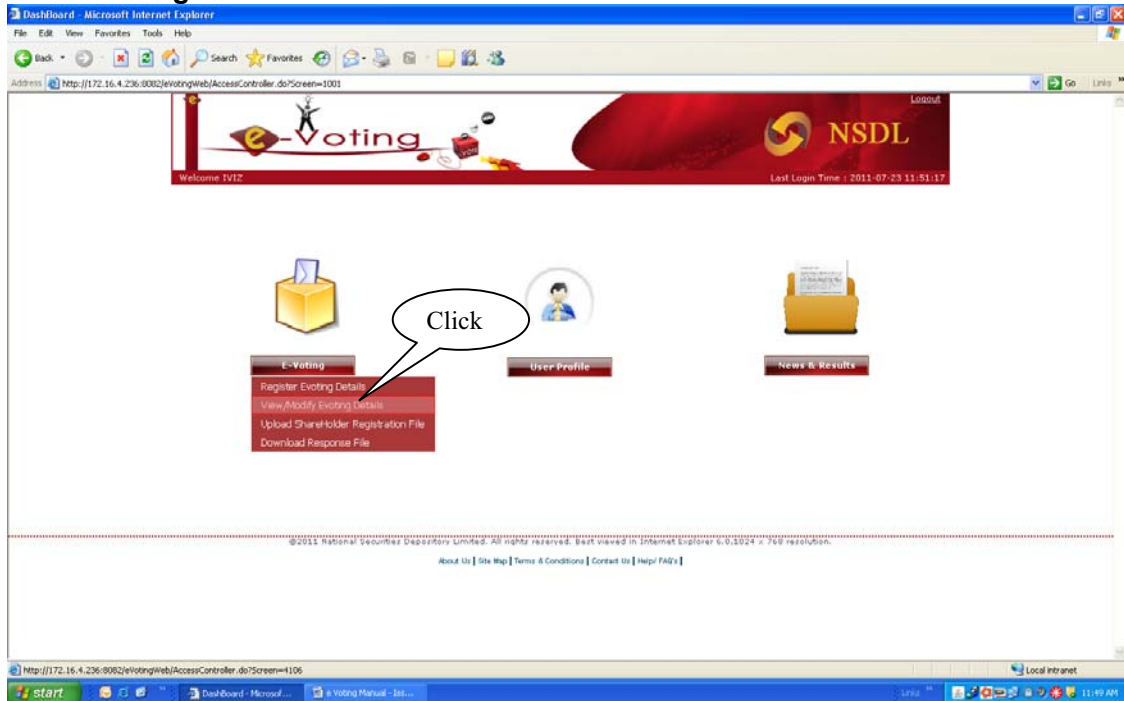 DashBoard - Microsoft Internet Explorer
File Edit View Favorites Tools Help
Back Search Favorites
Address http://172.16.4.236:8082/eVotingWeb/AccessController.do?Screen=1001 Go Links
Logout
e-Voting
VOTE
NSDL
Welcome IVIZ Last Login Time : 2011-07-23 11:51:17
Click
E-Voting User Profile News & Results
Register Evoting Details
View/Modify Evoting Details
Upload ShareHolder Registration File
Download Response File
@2011 National Securities Depository Limited. All rights reserved. Best viewed in Internet Explorer 6.0.1024 x 768 resolution.
About Us | Site Map | Terms & Conditions | Contact Us | Help/ FAQ's |
http://172.16.4.236:8082/eVotingWeb/AccessController.do?Screen=4106 Local intranet
start DashBoard - Microsof... e Voting Manual - Iss... Links 11:49 AM